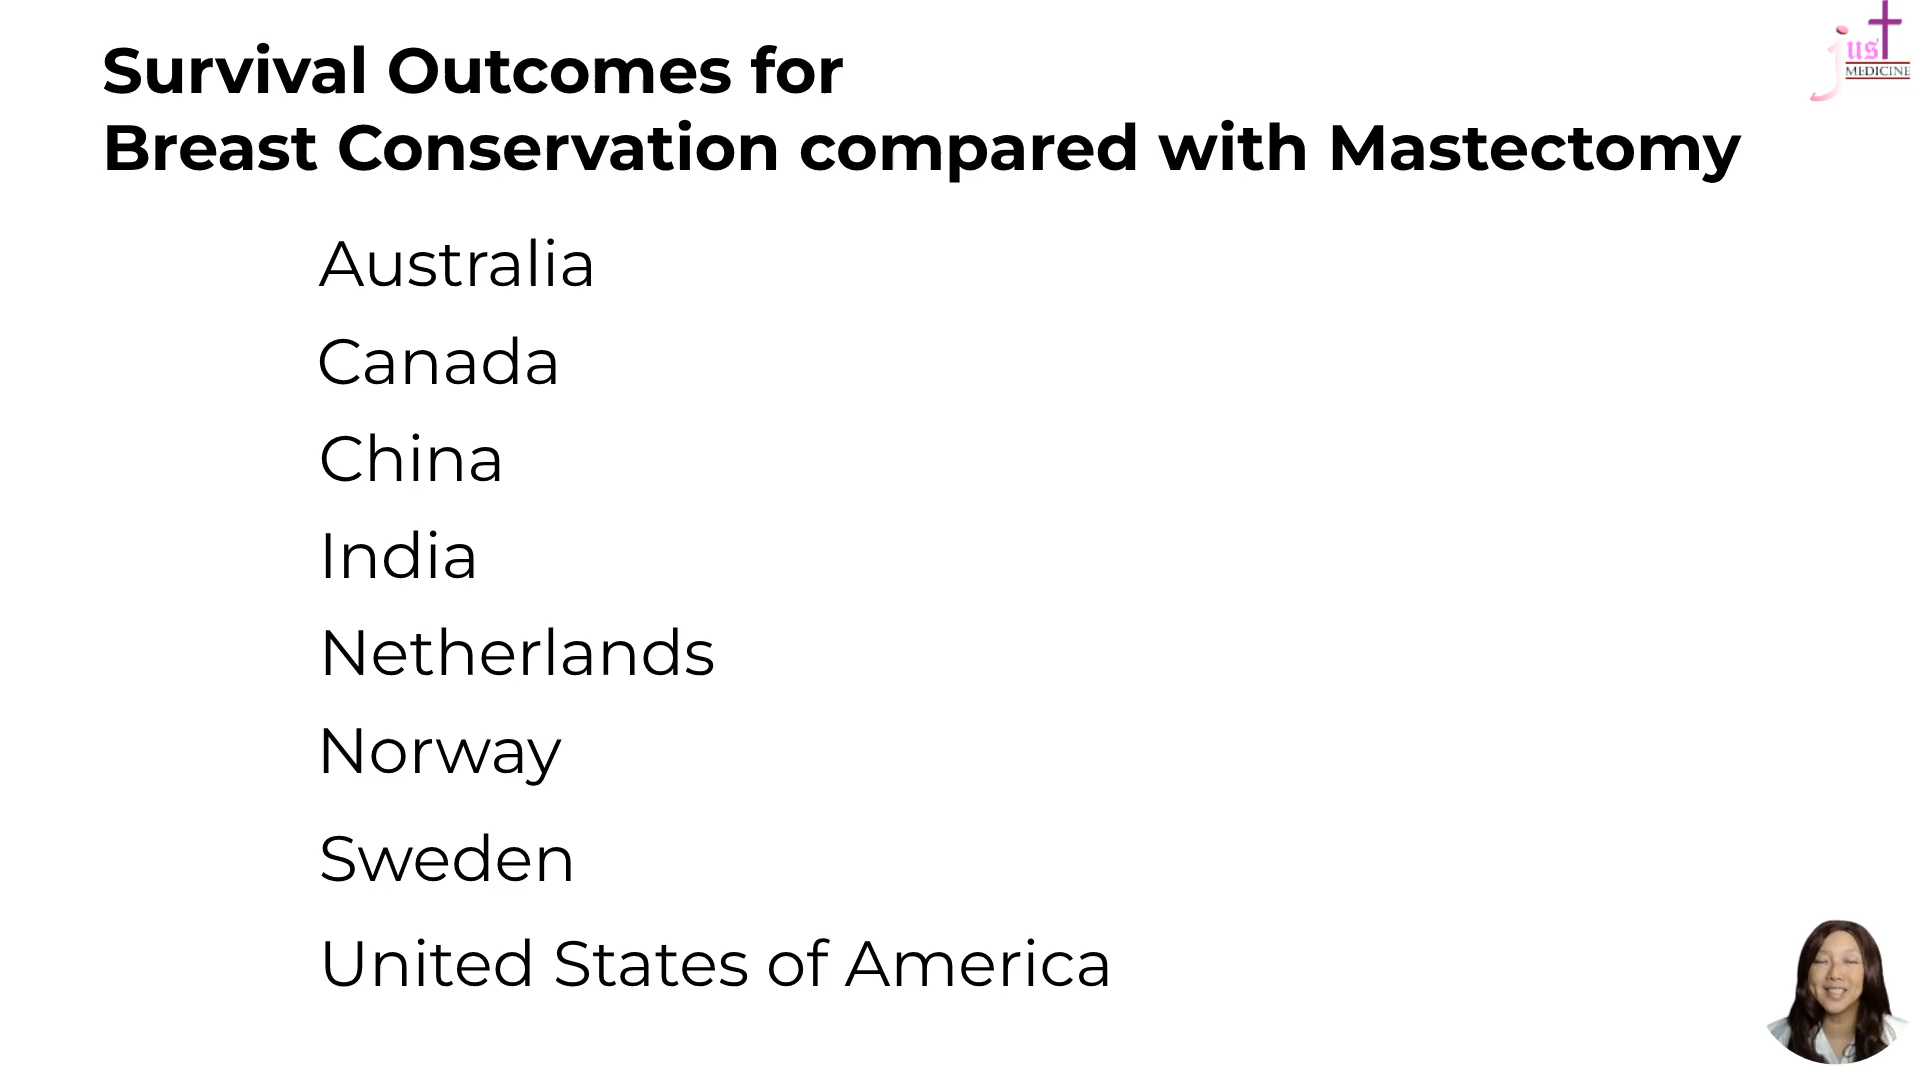 Survival Outcomes for
Breast Conservation compared with Mastectomy
just
MEDICINE
Australia
Canada
China
India
Netherlands
Norway
Sweden
United States of America